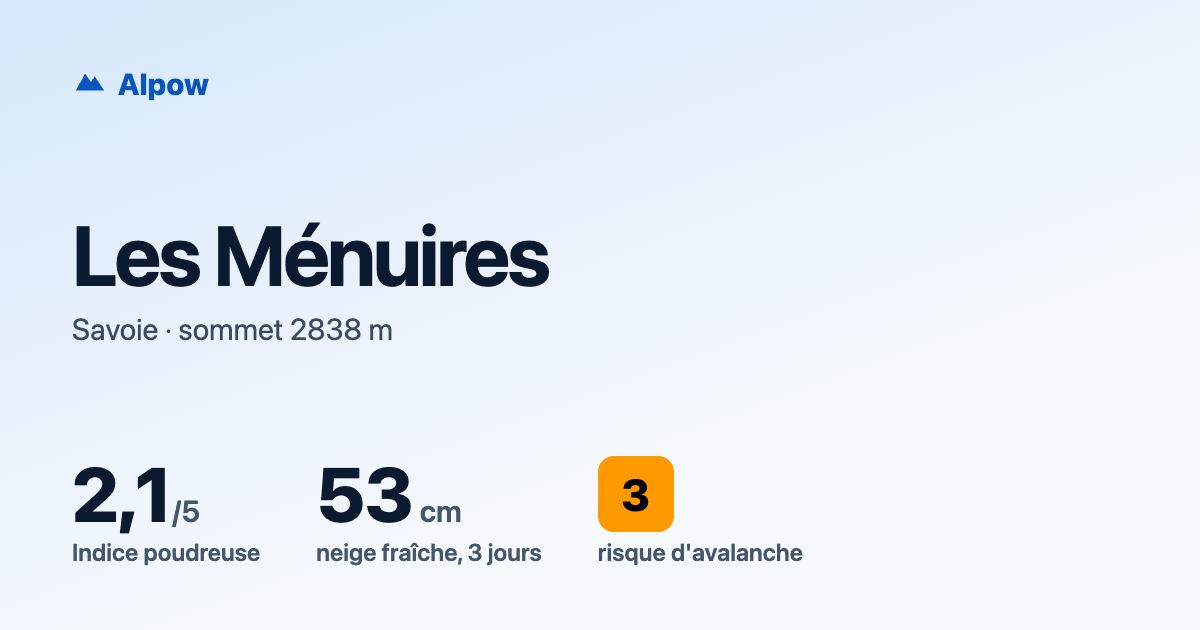 Alpow
Les Ménuires
Savoie · sommet 2838 m
2,1/5
Indice poudreuse
53 cm
neige fraîche, 3 jours
3
risque d'avalanche